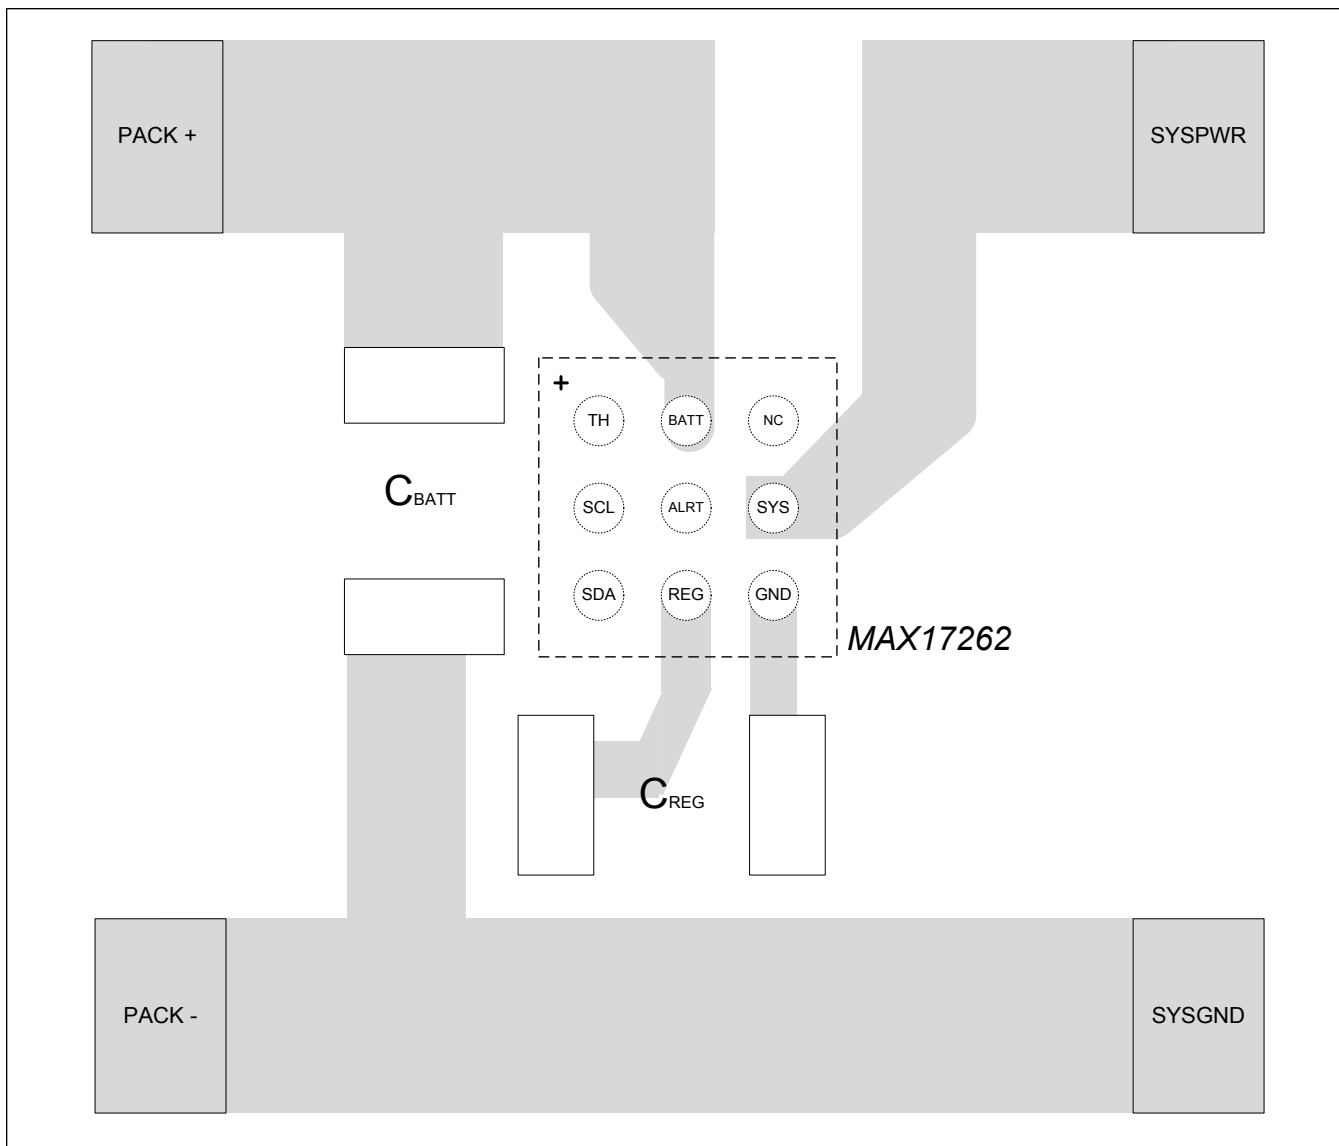 PACK +
SYSPWR
+
TH BATT NC
CBATT
SCL ALRT SYS
SDA REG GND
MAX17262
CREG
PACK -
SYSGND